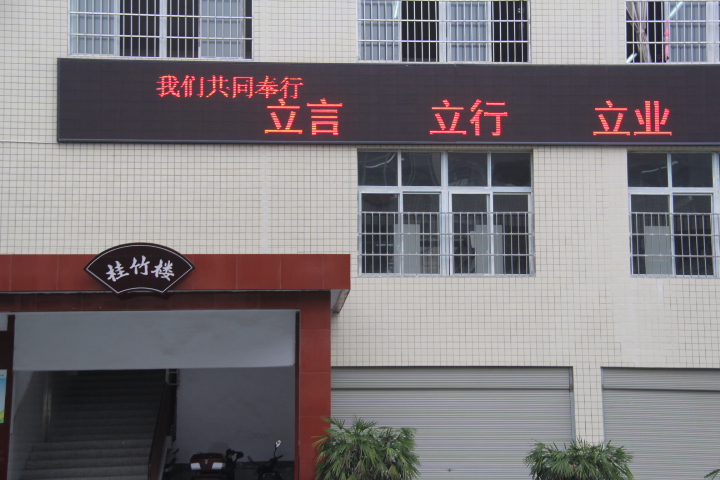 我们共同奉行
立言 立行 立业
桂竹楼